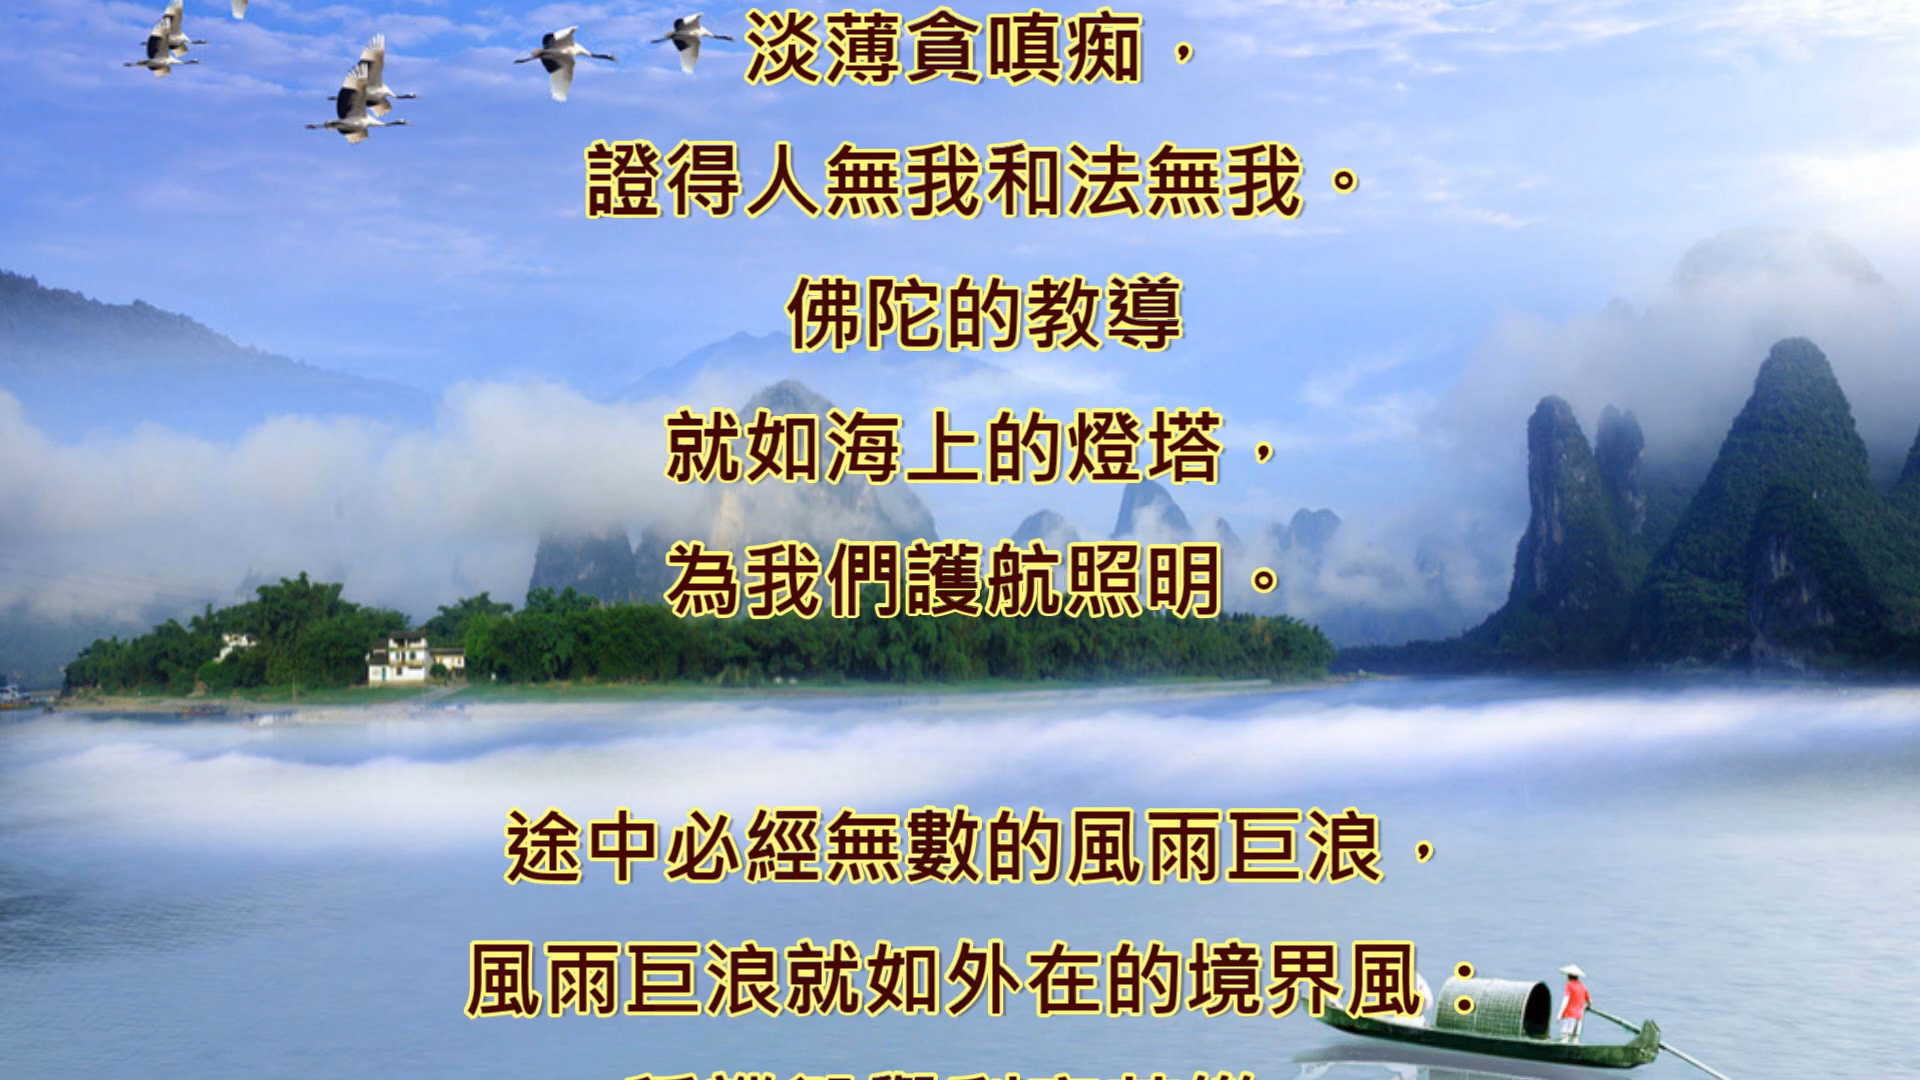 淡薄貪嗔痴，
證得人無我和法無我。
佛陀的教導
就如海上的燈塔，
為我們護航照明。
途中必經無數的風雨巨浪，
風雨巨浪就如外在的境界風：